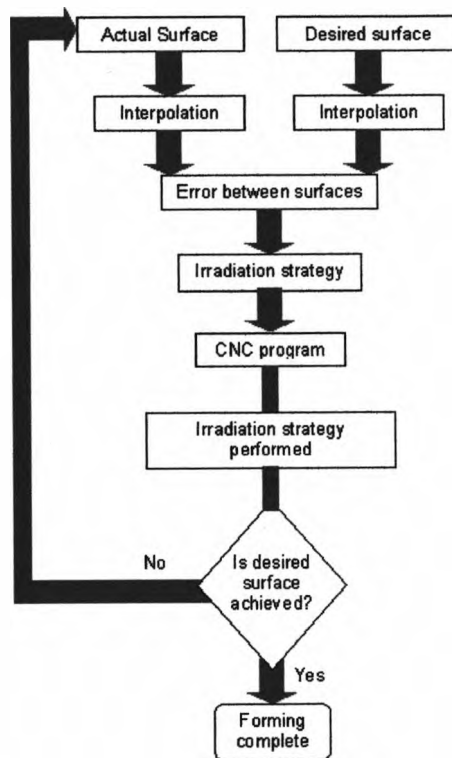 Actual Surface
Desired surface
Interpolation
Interpolation
Error between surfaces
Irradiation strategy
CNC program
Irradiation strategy
performed
No
Is desired
surface
achieved?
Yes
Forming
complete